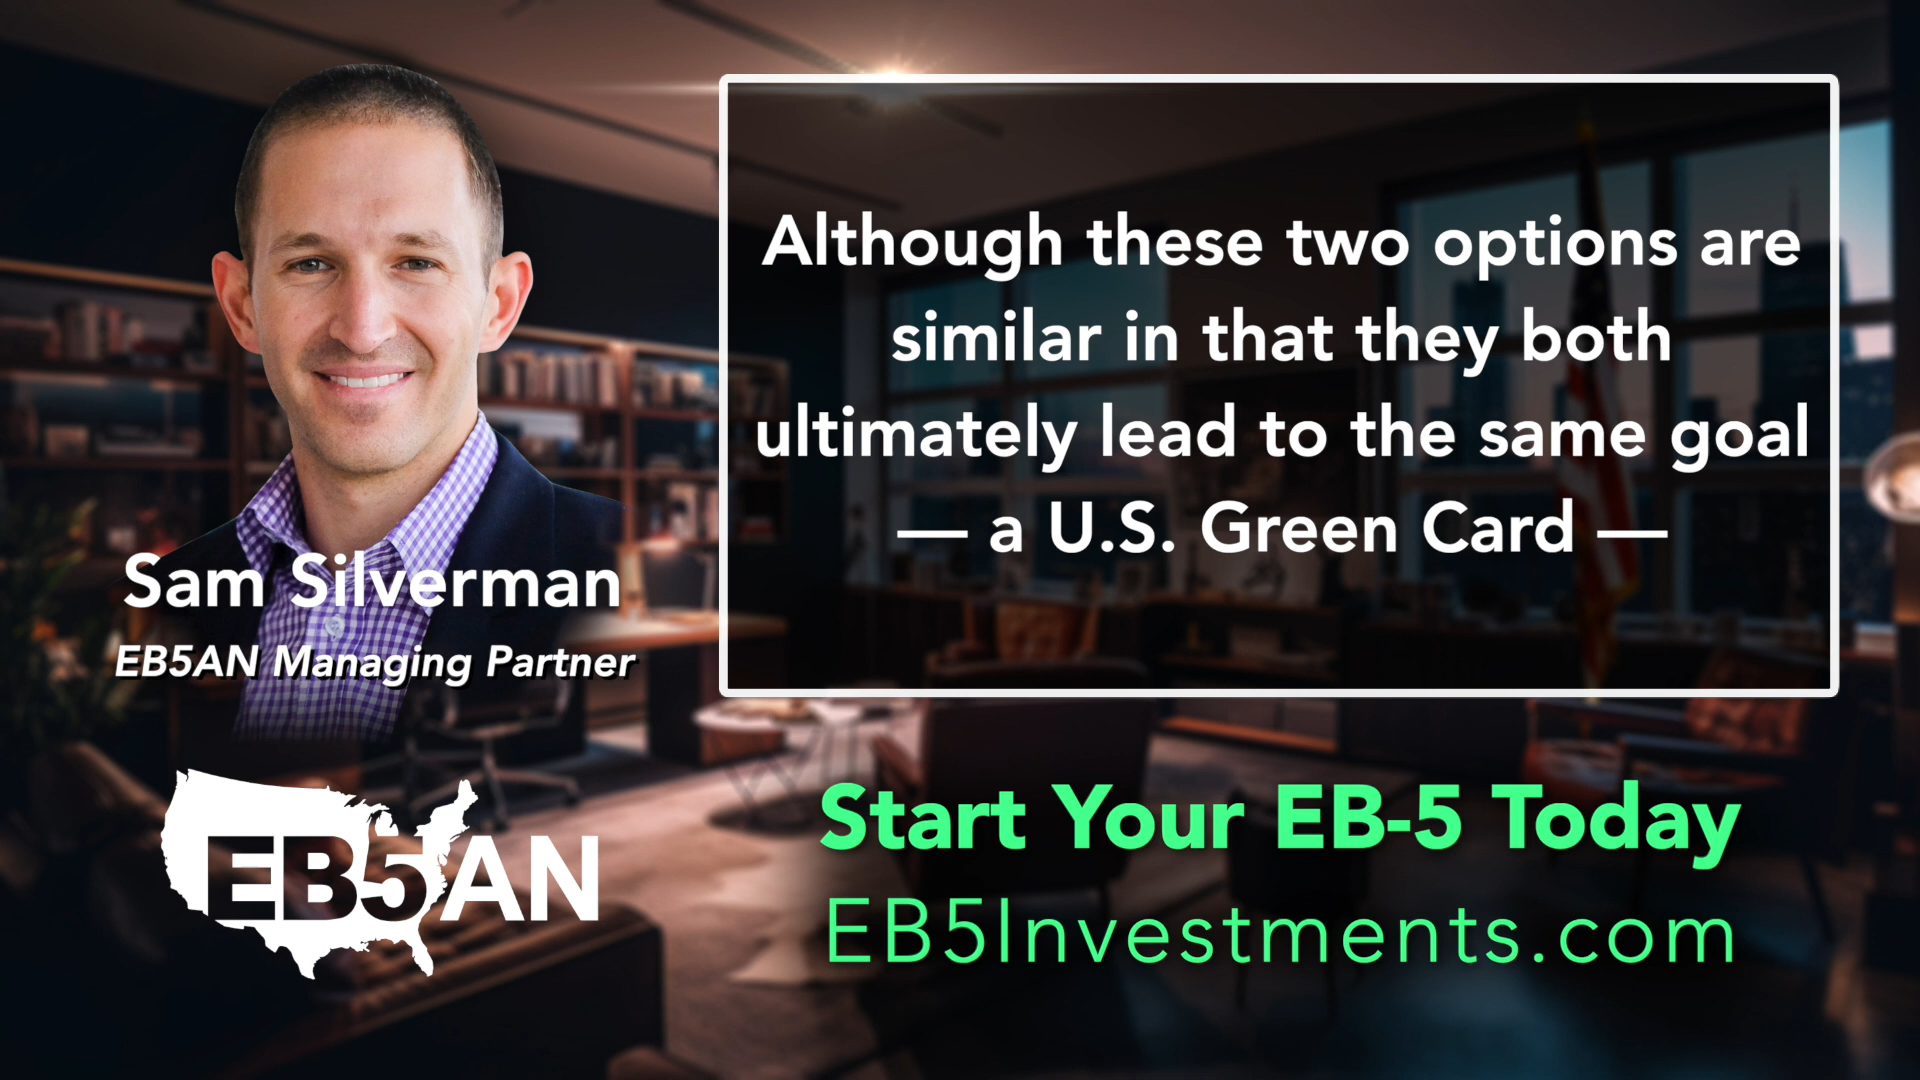 Although these two options are
similar in that they both
ultimately lead to the same goal
— a U.S. Green Card —
Sam Silverman
EB5AN Managing Partner
EB5AN
Start Your EB-5 Today
EB5Investments.com